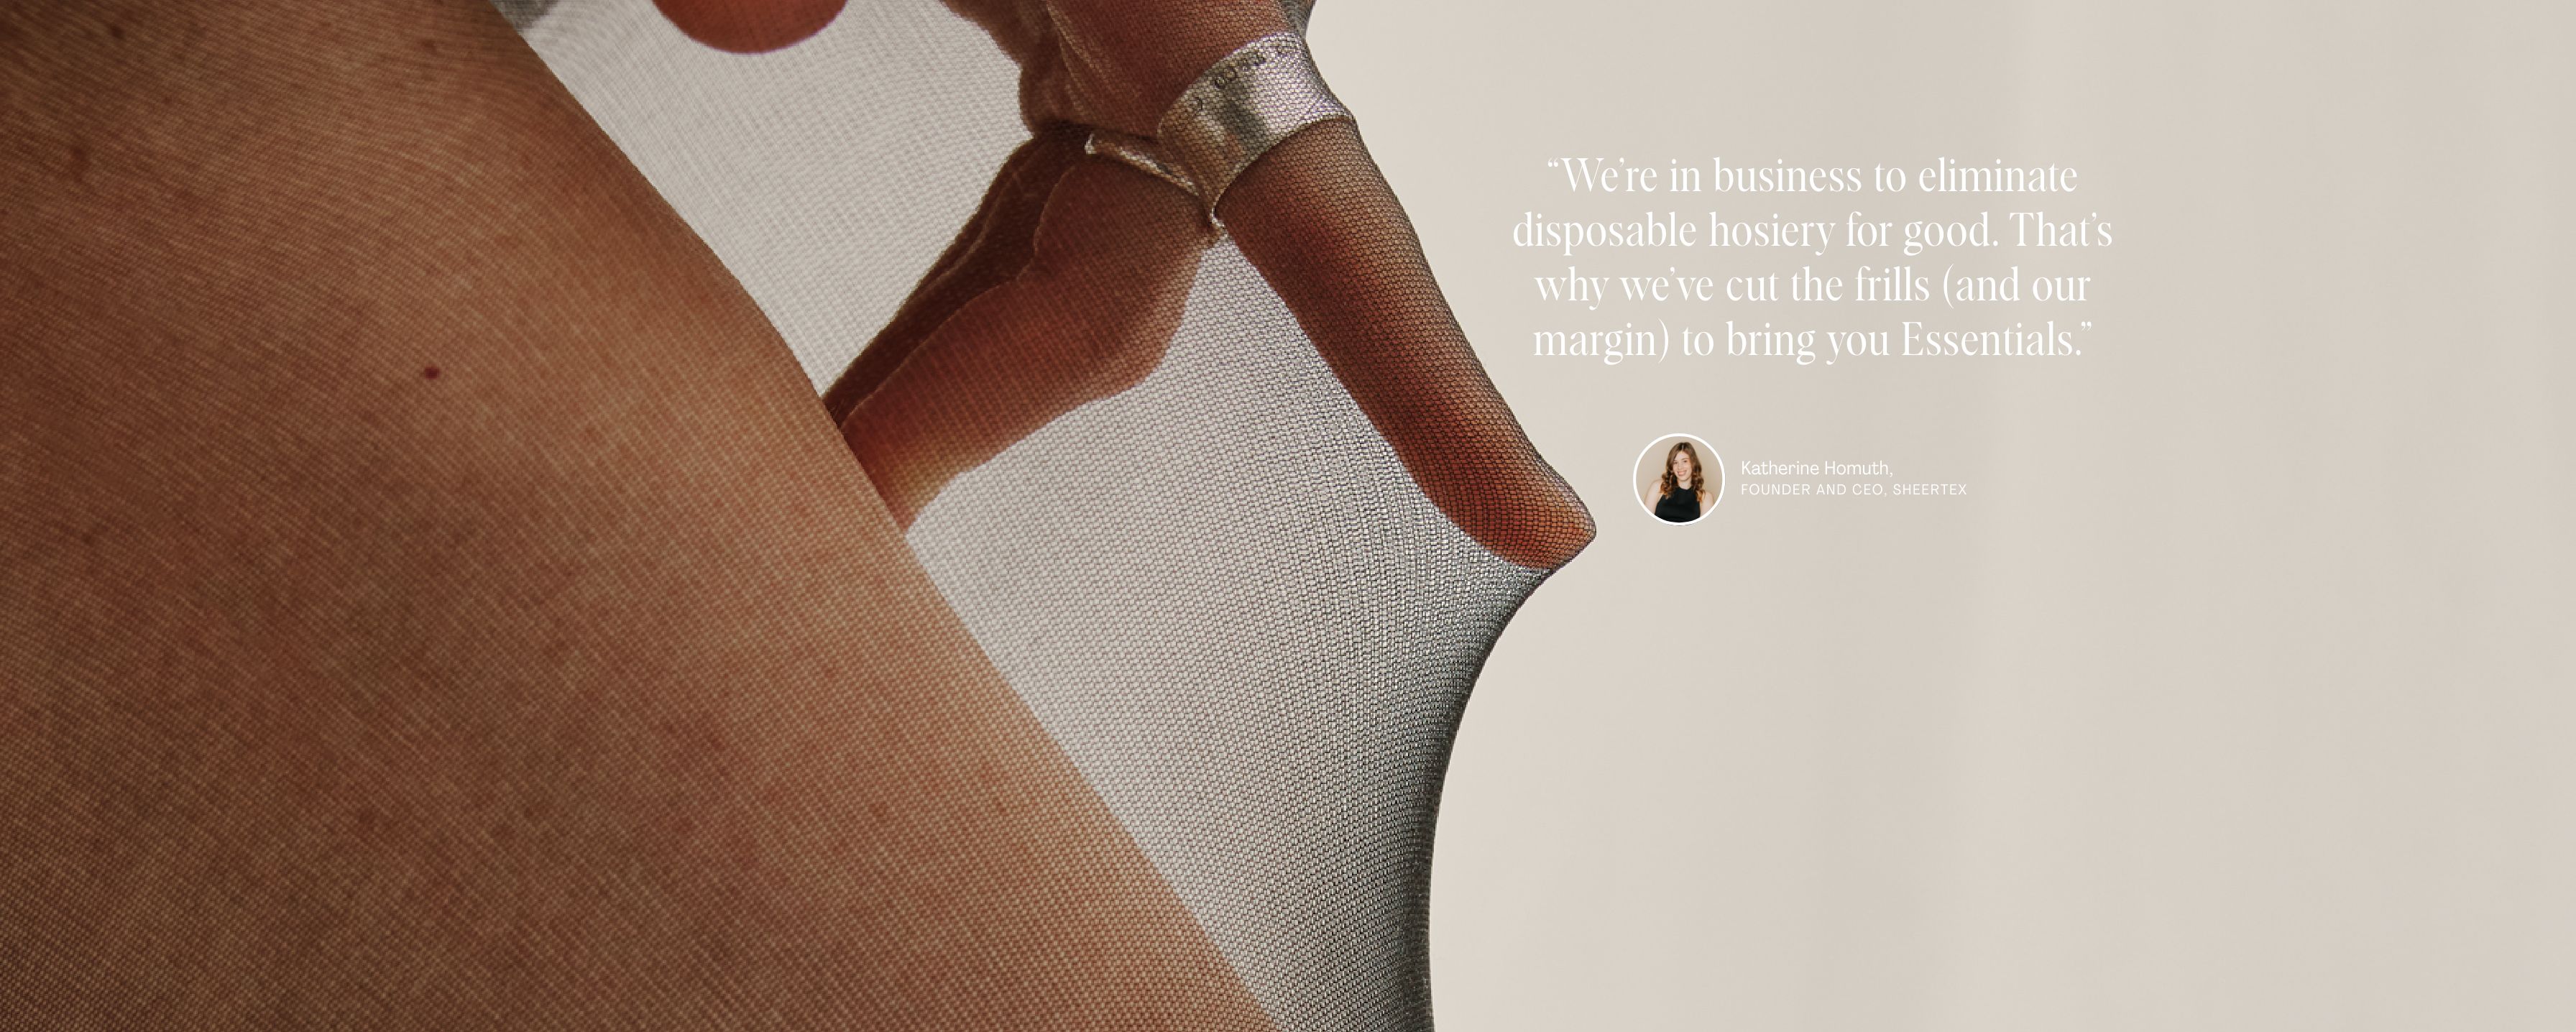 “We’re in business to eliminate
disposable hosiery for good. That’s
why we’ve cut the frills (and our
margin) to bring you Essentials.”
Katherine Homuth,
FOUNDER AND CEO, SHEERTEX